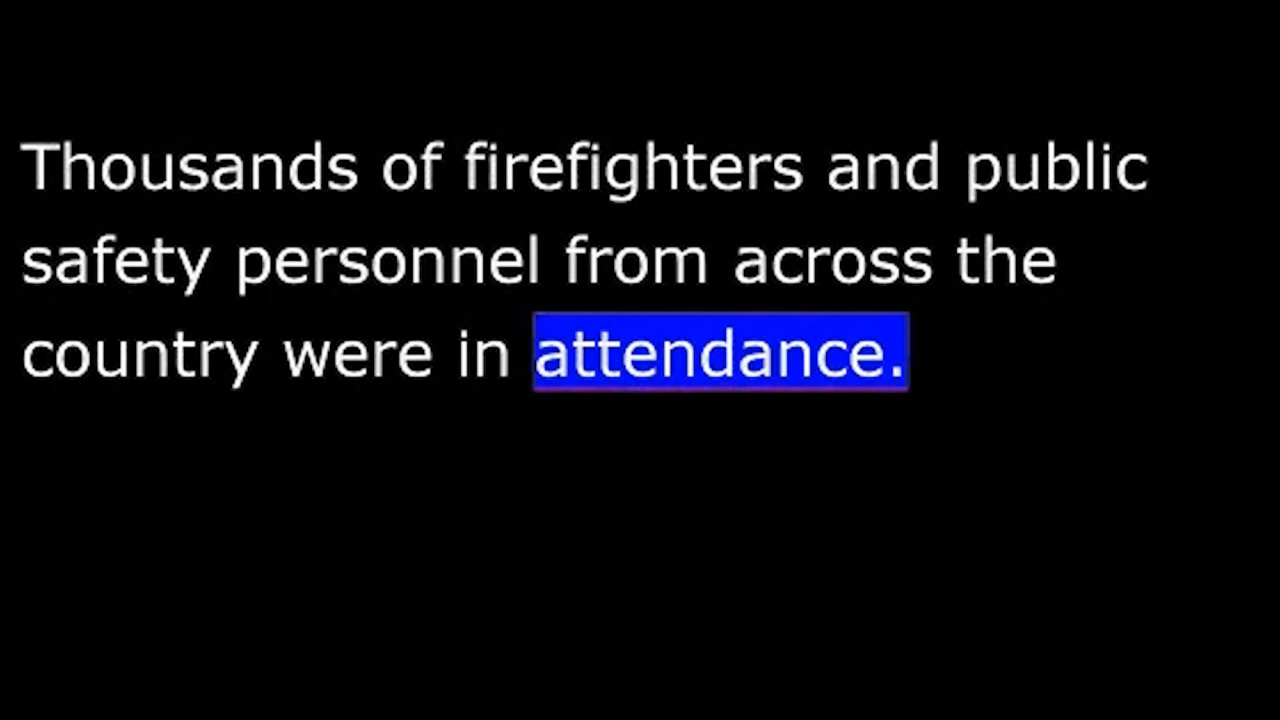 Thousands of firefighters and public
safety personnel from across the
country were in attendance.